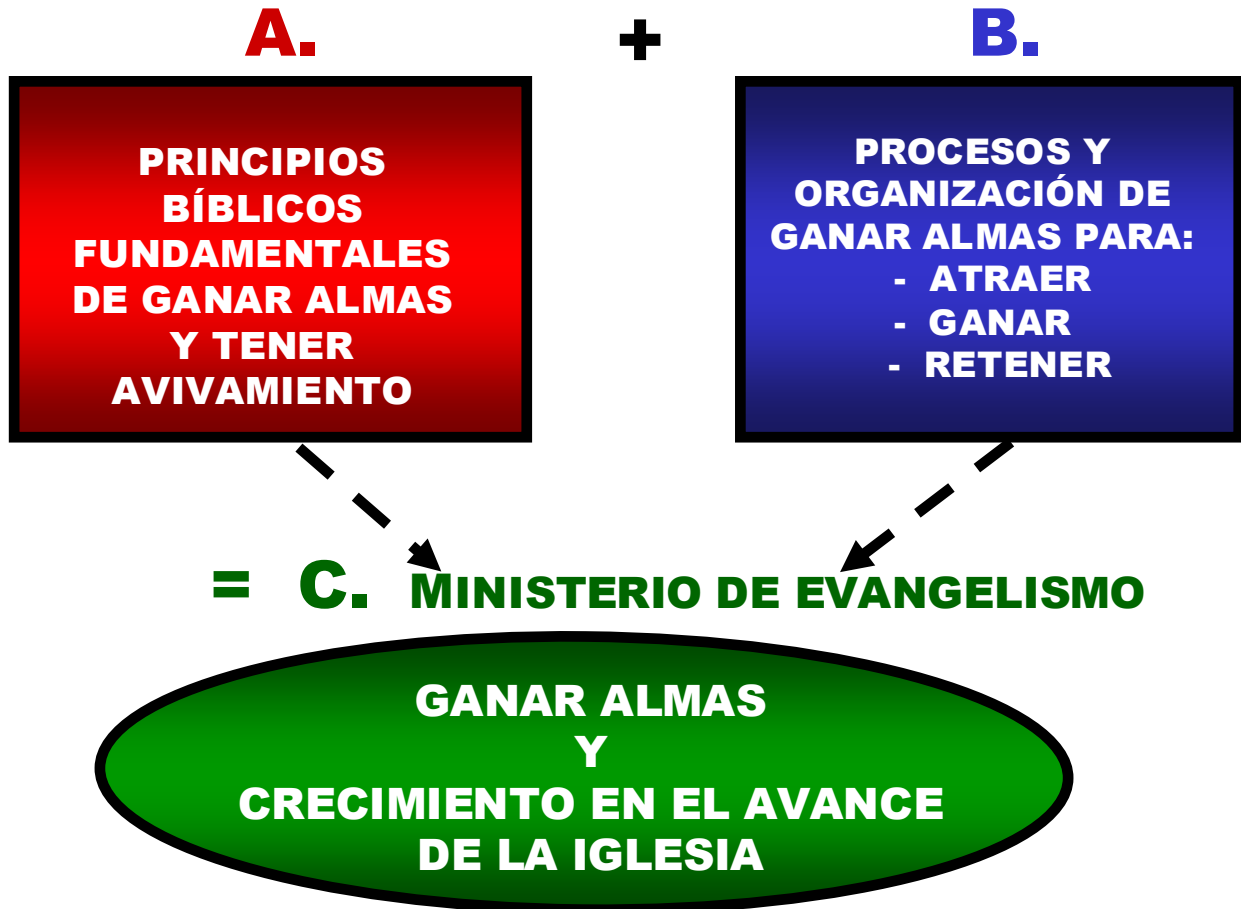 A. + B.
PRINCIPIOS
BÍBLICOS
FUNDAMENTALES
DE GANAR ALMAS
Y TENER
AVIVAMIENTO
PROCESOS Y
ORGANIZACIÓN DE
GANAR ALMAS PARA:
- ATRAER
- GANAR
- RETENER
= C. MINISTERIO DE EVANGELISMO
GANAR ALMAS
Y
CRECIMIENTO EN EL AVANCE
DE LA IGLESIA